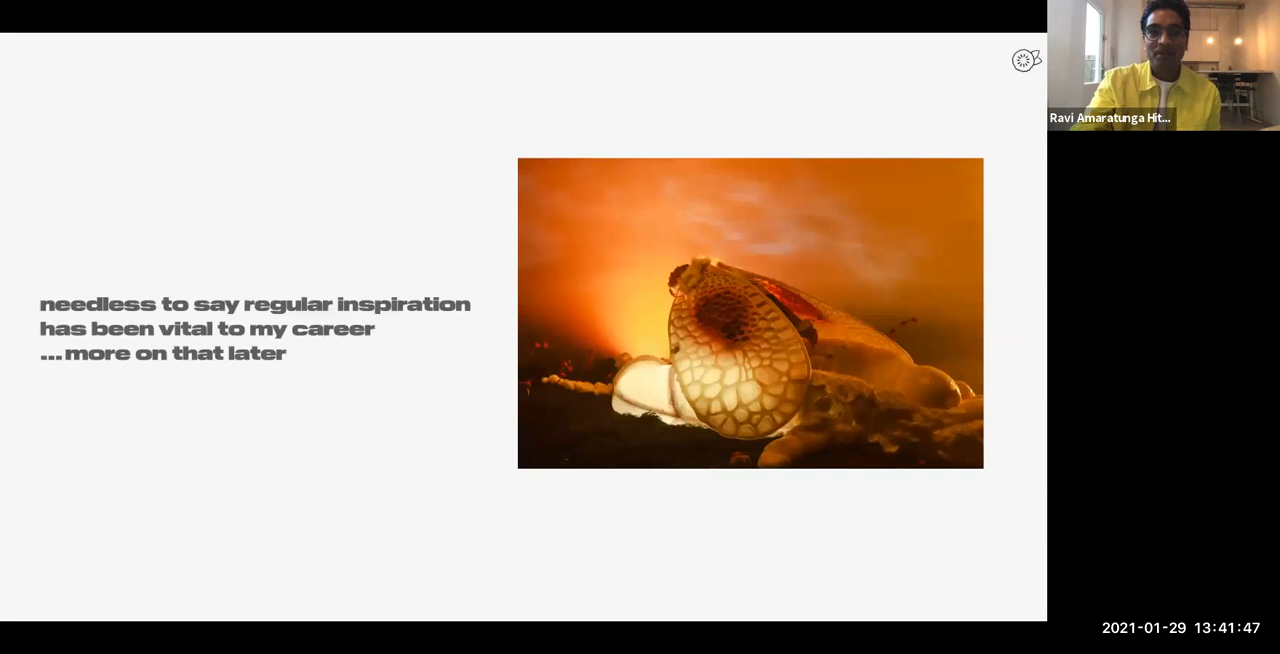 needless to say regular inspiration
has been vital to my career
...more on that later
Ravi Amaratunga Hit...
2021-01-29 13:41:47